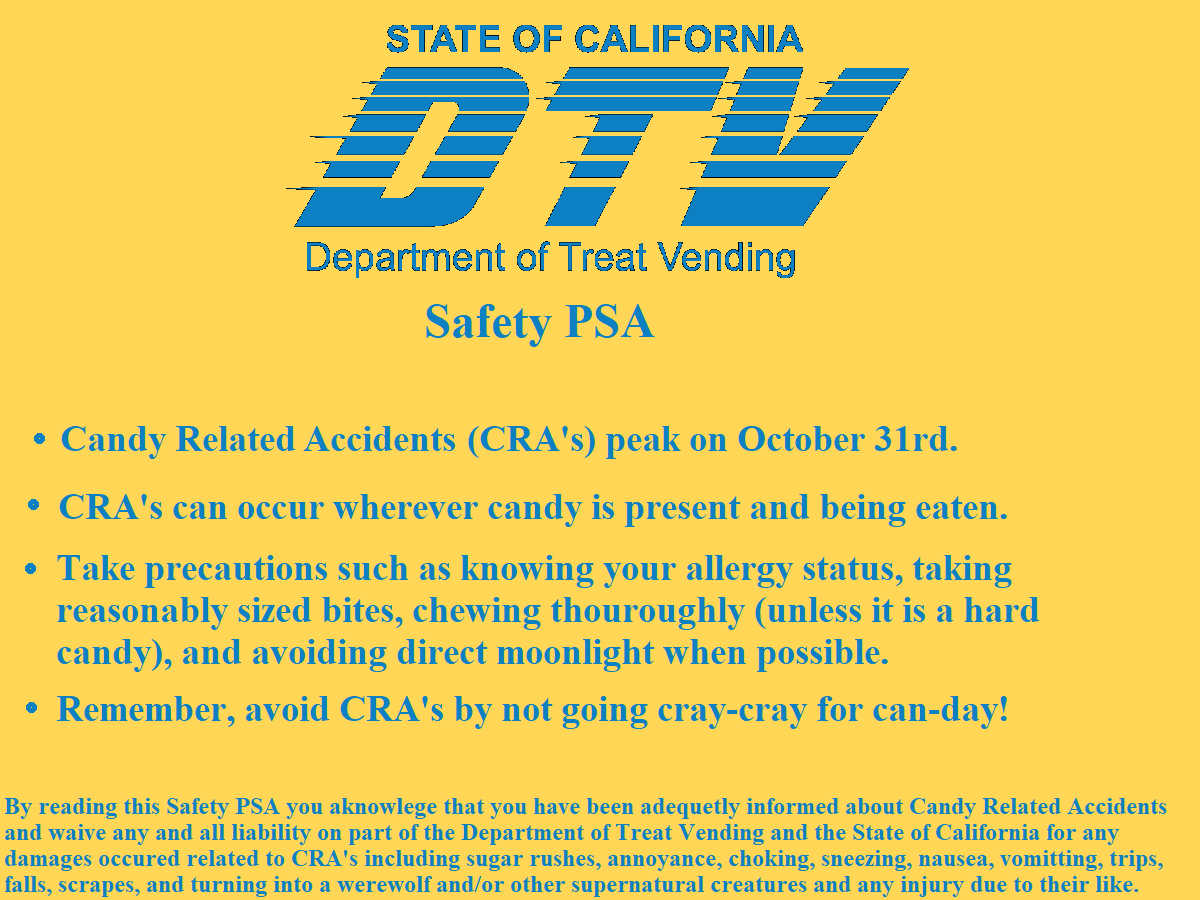 STATE OF CALIFORNIA
DTV
Department of Treat Vending
Safety PSA
• Candy Related Accidents (CRA's) peak on October 31rd.
• CRA's can occur wherever candy is present and being eaten.
• Take precautions such as knowing your allergy status, taking
reasonably sized bites, chewing thouroughly (unless it is a hard
candy), and avoiding direct moonlight when possible.
• Remember, avoid CRA's by not going cray-cray for can-day!
By reading this Safety PSA you aknowlege that you have been adequetly informed about Candy Related Accidents
and waive any and all liability on part of the Department of Treat Vending and the State of California for any
damages occured related to CRA's including sugar rushes, annoyance, choking, sneezing, nausea, vomitting, trips,
falls, scrapes, and turning into a werewolf and/or other supernatural creatures and any injury due to their like.